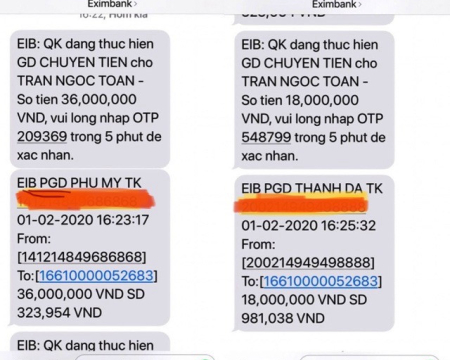 Eximbank
16:22, Hôm kia
EIB: QK dang thuc hien
GD CHUYEN TIEN cho
TRAN NGOC TOAN -
So tien 36,000,000
VND, vui long nhap OTP
209369 trong 5 phut de
xac nhan.
EIB PGD PHU MY TK
01-02-2020 16:23:17
From:
[141214849686868]
To:[16610000052683]
36,000,000 VND SD
323,954 VND
EIB: QK dang thuc hien
Eximbank
EIB: QK dang thuc hien
GD CHUYEN TIEN cho
TRAN NGOC TOAN -
So tien 18,000,000
VND, vui long nhap OTP
548799 trong 5 phut de
xac nhan.
EIB PGD THANH DA TK
01-02-2020 16:25:32
From:
[200214949498888]
To:[16610000052683]
18,000,000 VND SD
981,038 VND